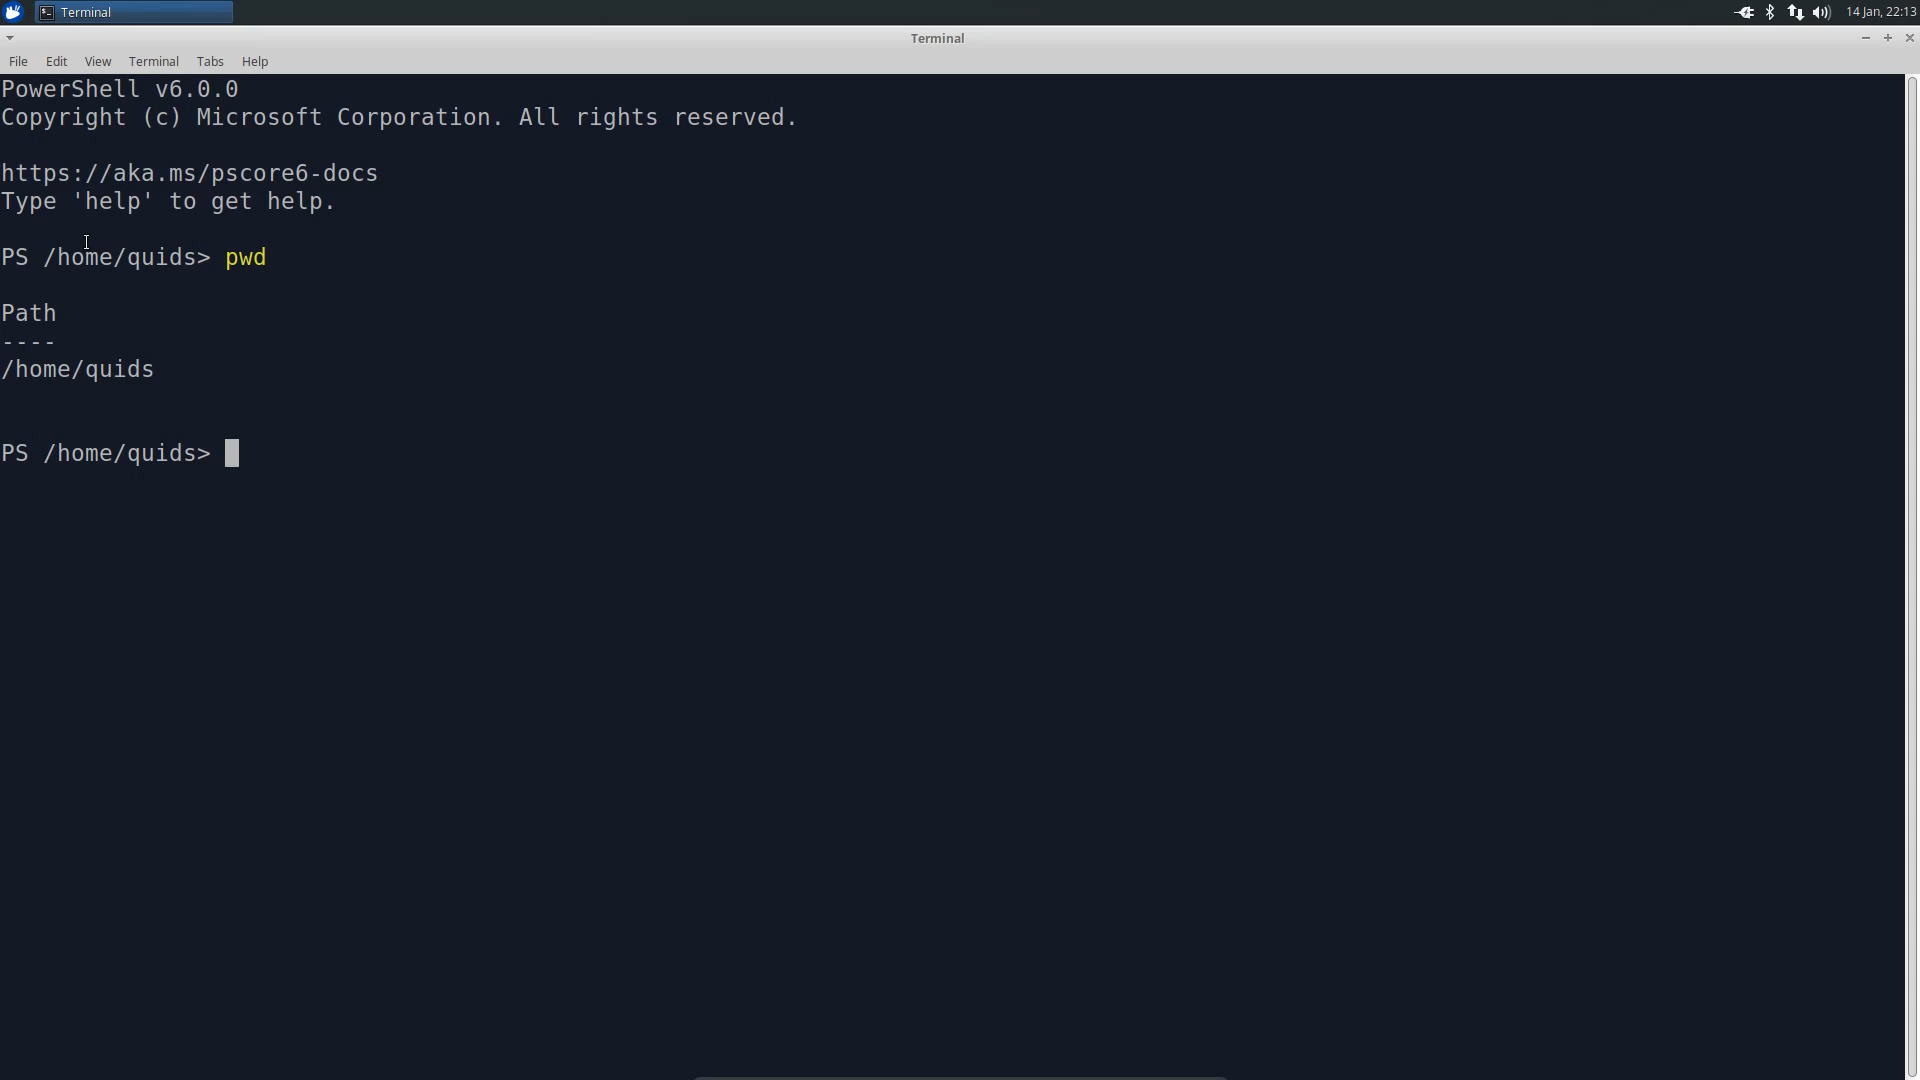 Terminal
14 Jan, 22:13
Terminal
File Edit View Terminal Tabs Help
PowerShell v6.0.0
Copyright (c) Microsoft Corporation. All rights reserved.
https://aka.ms/pscore6-docs
Type 'help' to get help.
PS /home/quids> pwd
Path
----
/home/quids
PS /home/quids>